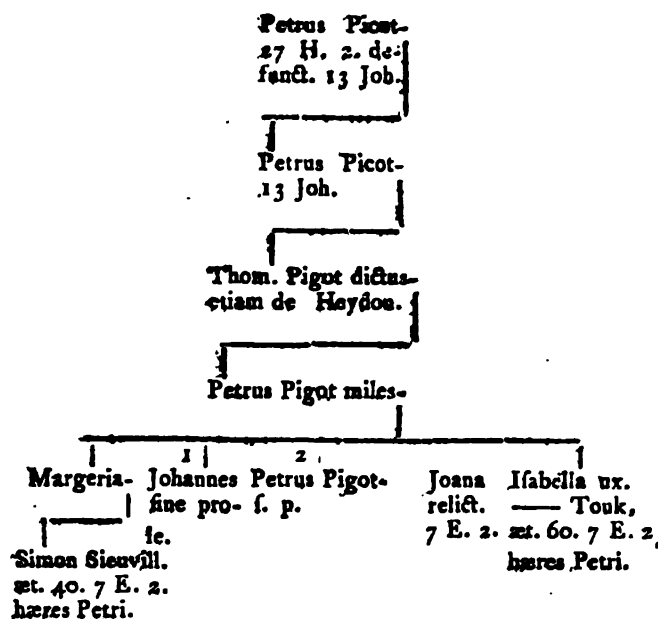 Petrus Picot-
27 H. 2. de-
funct. 13 Joh.
Petrus Picot-
13 Joh.
Thom. Pigot dictus-
etiam de Heydon.
Petrus Pigot miles-
1 2
Margeria- Johannes Petrus Pigot- Joana Isabella ux.
sine pro- s. p. relict. —— Touk,
le. 7 E. 2. æt. 60. 7 E. 2,
Simon Sieuvill. hæres Petri.
æt. 40. 7 E. 2.
hæres Petri.